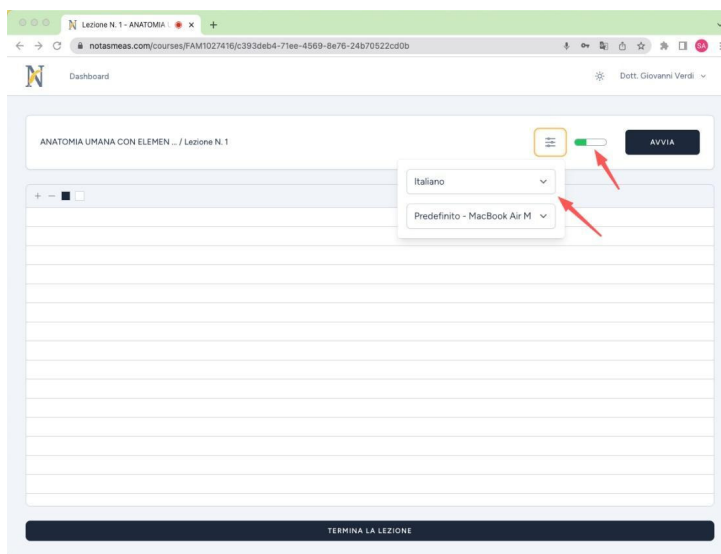 Lezione N. 1 - ANATOMIA U
notasmeas.com/courses/FAM1027416/c393deb4-71ee-4569-8e76-24b70522cd0b
SA
Dashboard
Dott. Giovanni Verdi
ANATOMIA UMANA CON ELEMEN ... / Lezione N. 1
AVVIA
Italiano
Predefinito - MacBook Air M
TERMINA LA LEZIONE